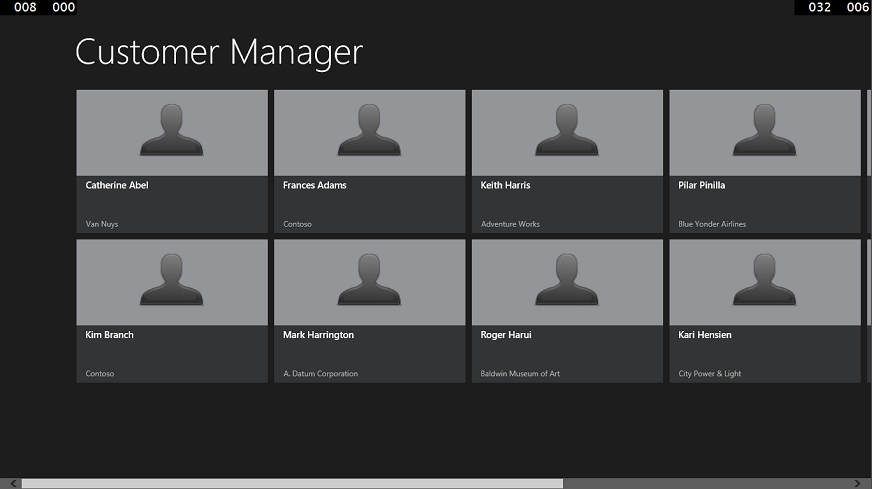 008 000 032 006
Customer Manager
Catherine Abel Frances Adams Keith Harris Pilar Pinilla
Van Nuys Contoso Adventure Works Blue Yonder Airlines
Kim Branch Mark Harrington Roger Harui Kari Hensien
Contoso A. Datum Corporation Baldwin Museum of Art City Power & Light